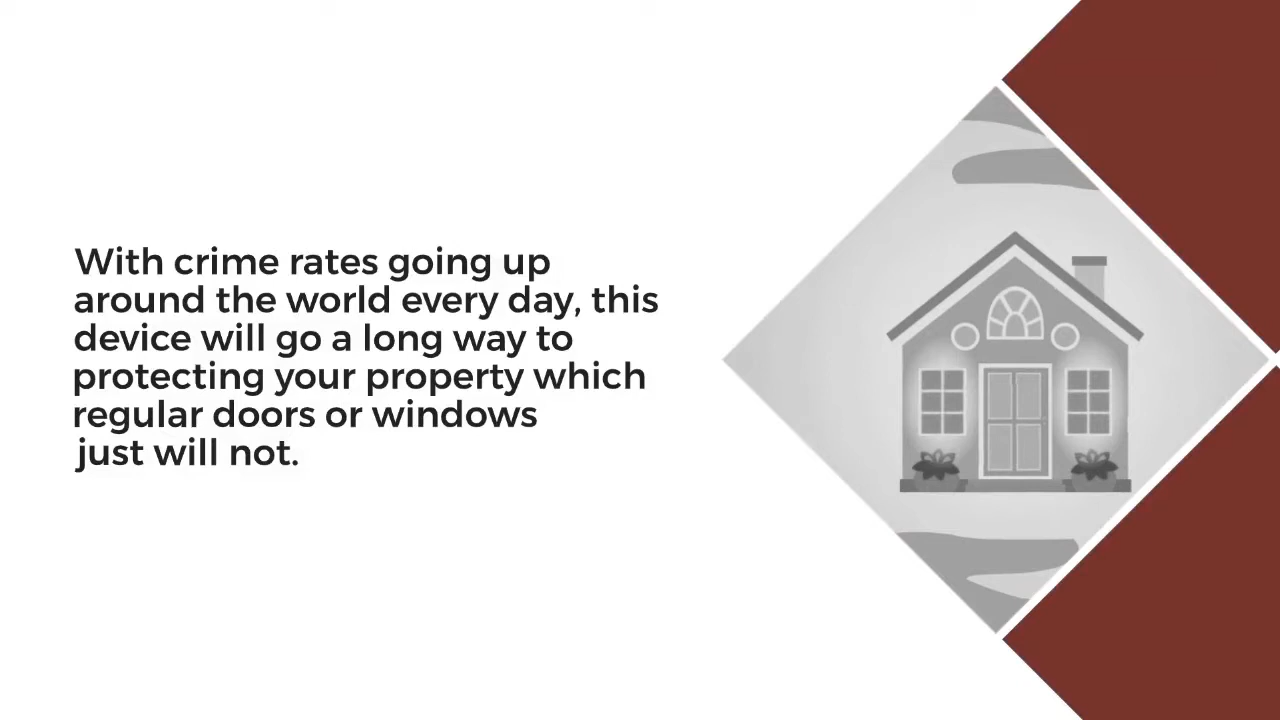 With crime rates going up
around the world every day, this
device will go a long way to
protecting your property which
regular doors or windows
just will not.